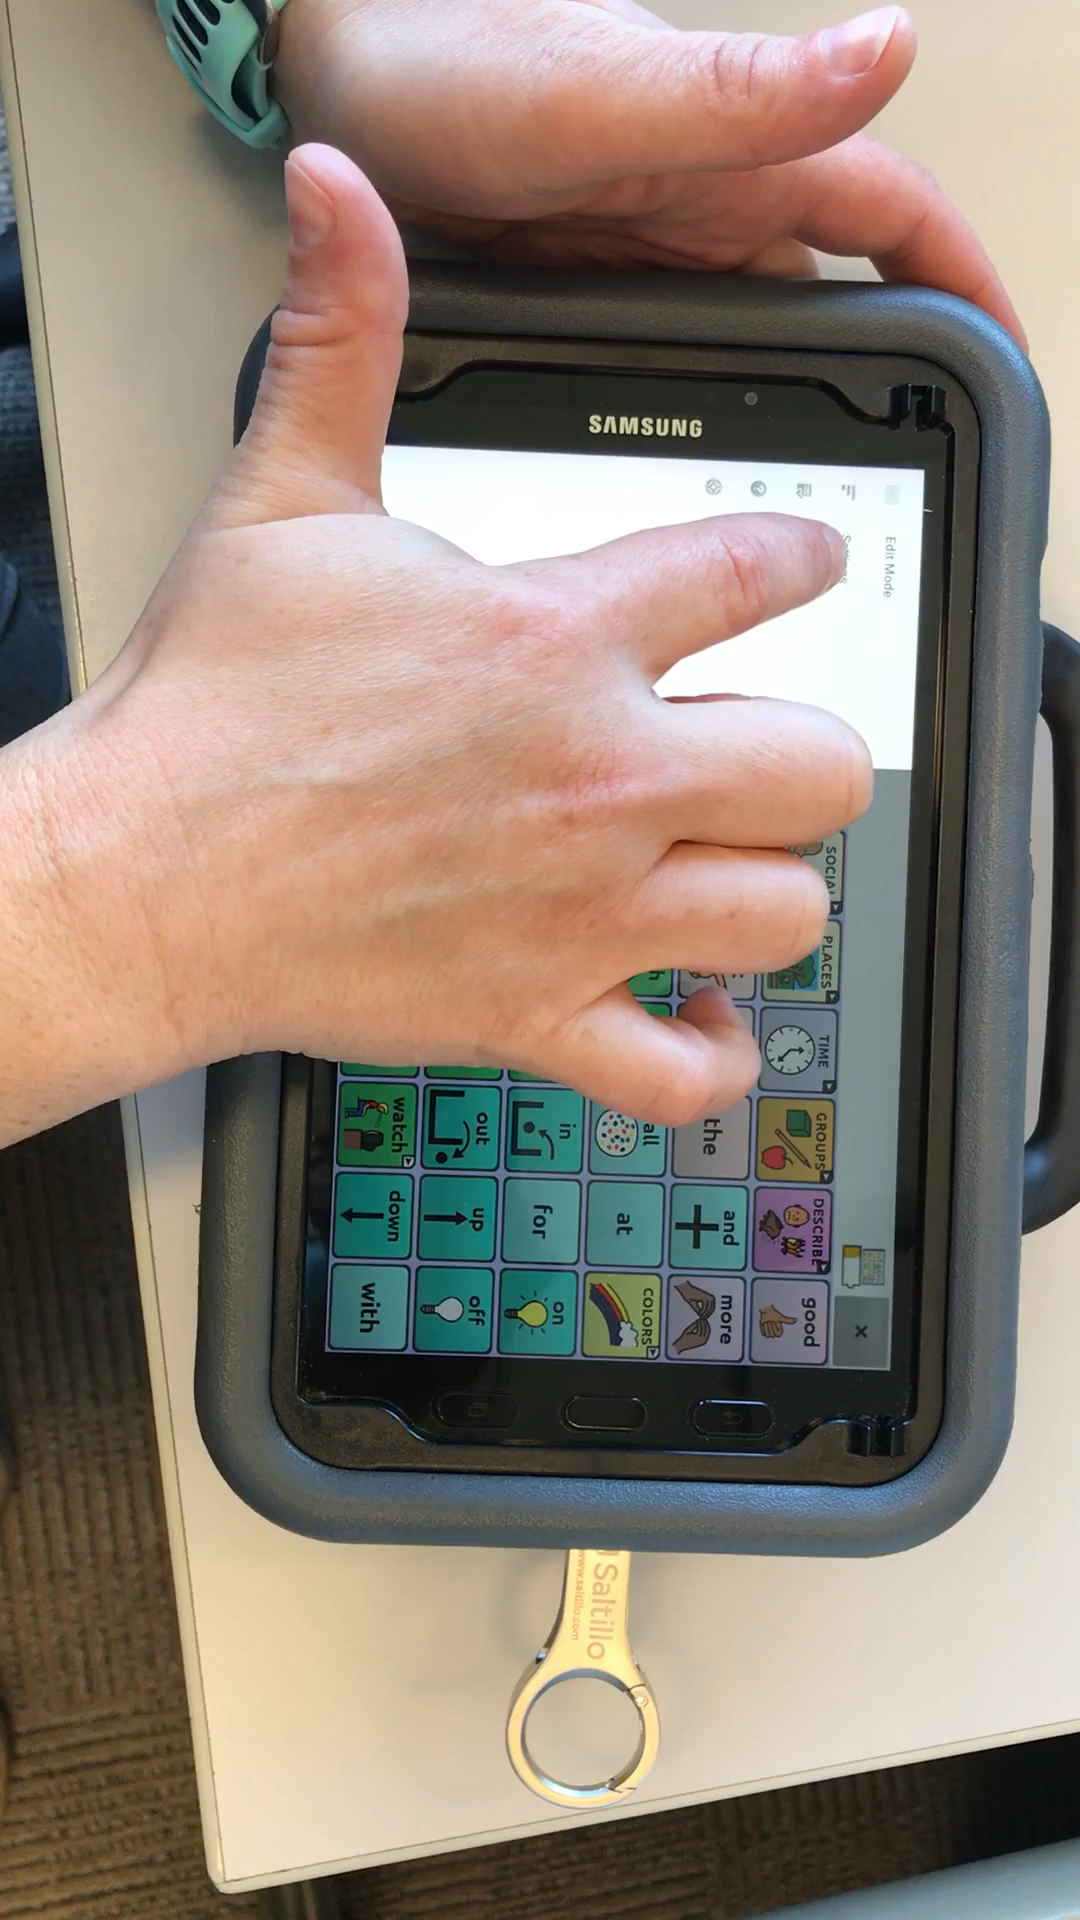 SAMSUNG
Edit Mode
Settings
×
SOCIAL
PLACES
TIME
GROUPS
DESCRIBE
good
the
and
more
all
at
COLORS
in
for
on
out
up
off
watch
down
with
Saltillo
www.saltillo.com